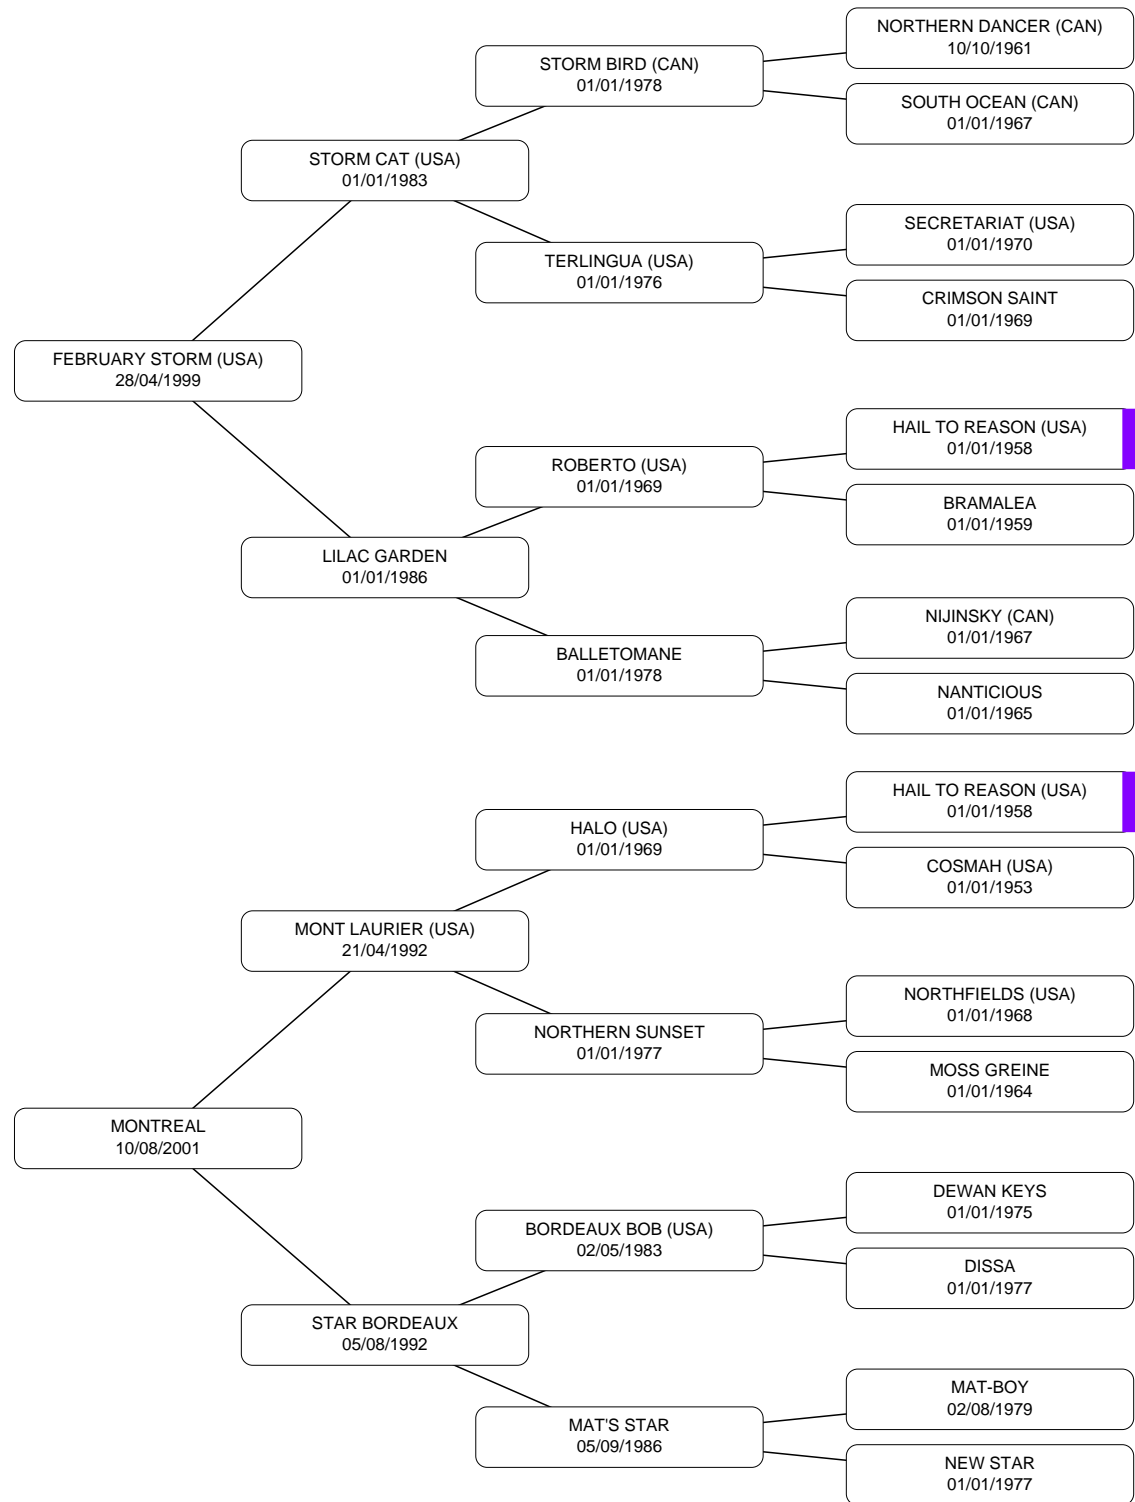 NORTHERN DANCER (CAN)
10/10/1961
STORM BIRD (CAN)
01/01/1978
SOUTH OCEAN (CAN)
01/01/1967
STORM CAT (USA)
01/01/1983
SECRETARIAT (USA)
01/01/1970
TERLINGUA (USA)
01/01/1976
CRIMSON SAINT
01/01/1969
FEBRUARY STORM (USA)
28/04/1999
HAIL TO REASON (USA)
01/01/1958
ROBERTO (USA)
01/01/1969
BRAMALEA
01/01/1959
LILAC GARDEN
01/01/1986
NIJINSKY (CAN)
01/01/1967
BALLETOMANE
01/01/1978
NANTICIOUS
01/01/1965
HAIL TO REASON (USA)
01/01/1958
HALO (USA)
01/01/1969
COSMAH (USA)
01/01/1953
MONT LAURIER (USA)
21/04/1992
NORTHFIELDS (USA)
01/01/1968
NORTHERN SUNSET
01/01/1977
MOSS GREINE
01/01/1964
MONTREAL
10/08/2001
DEWAN KEYS
01/01/1975
BORDEAUX BOB (USA)
02/05/1983
DISSA
01/01/1977
STAR BORDEAUX
05/08/1992
MAT-BOY
02/08/1979
MAT'S STAR
05/09/1986
NEW STAR
01/01/1977